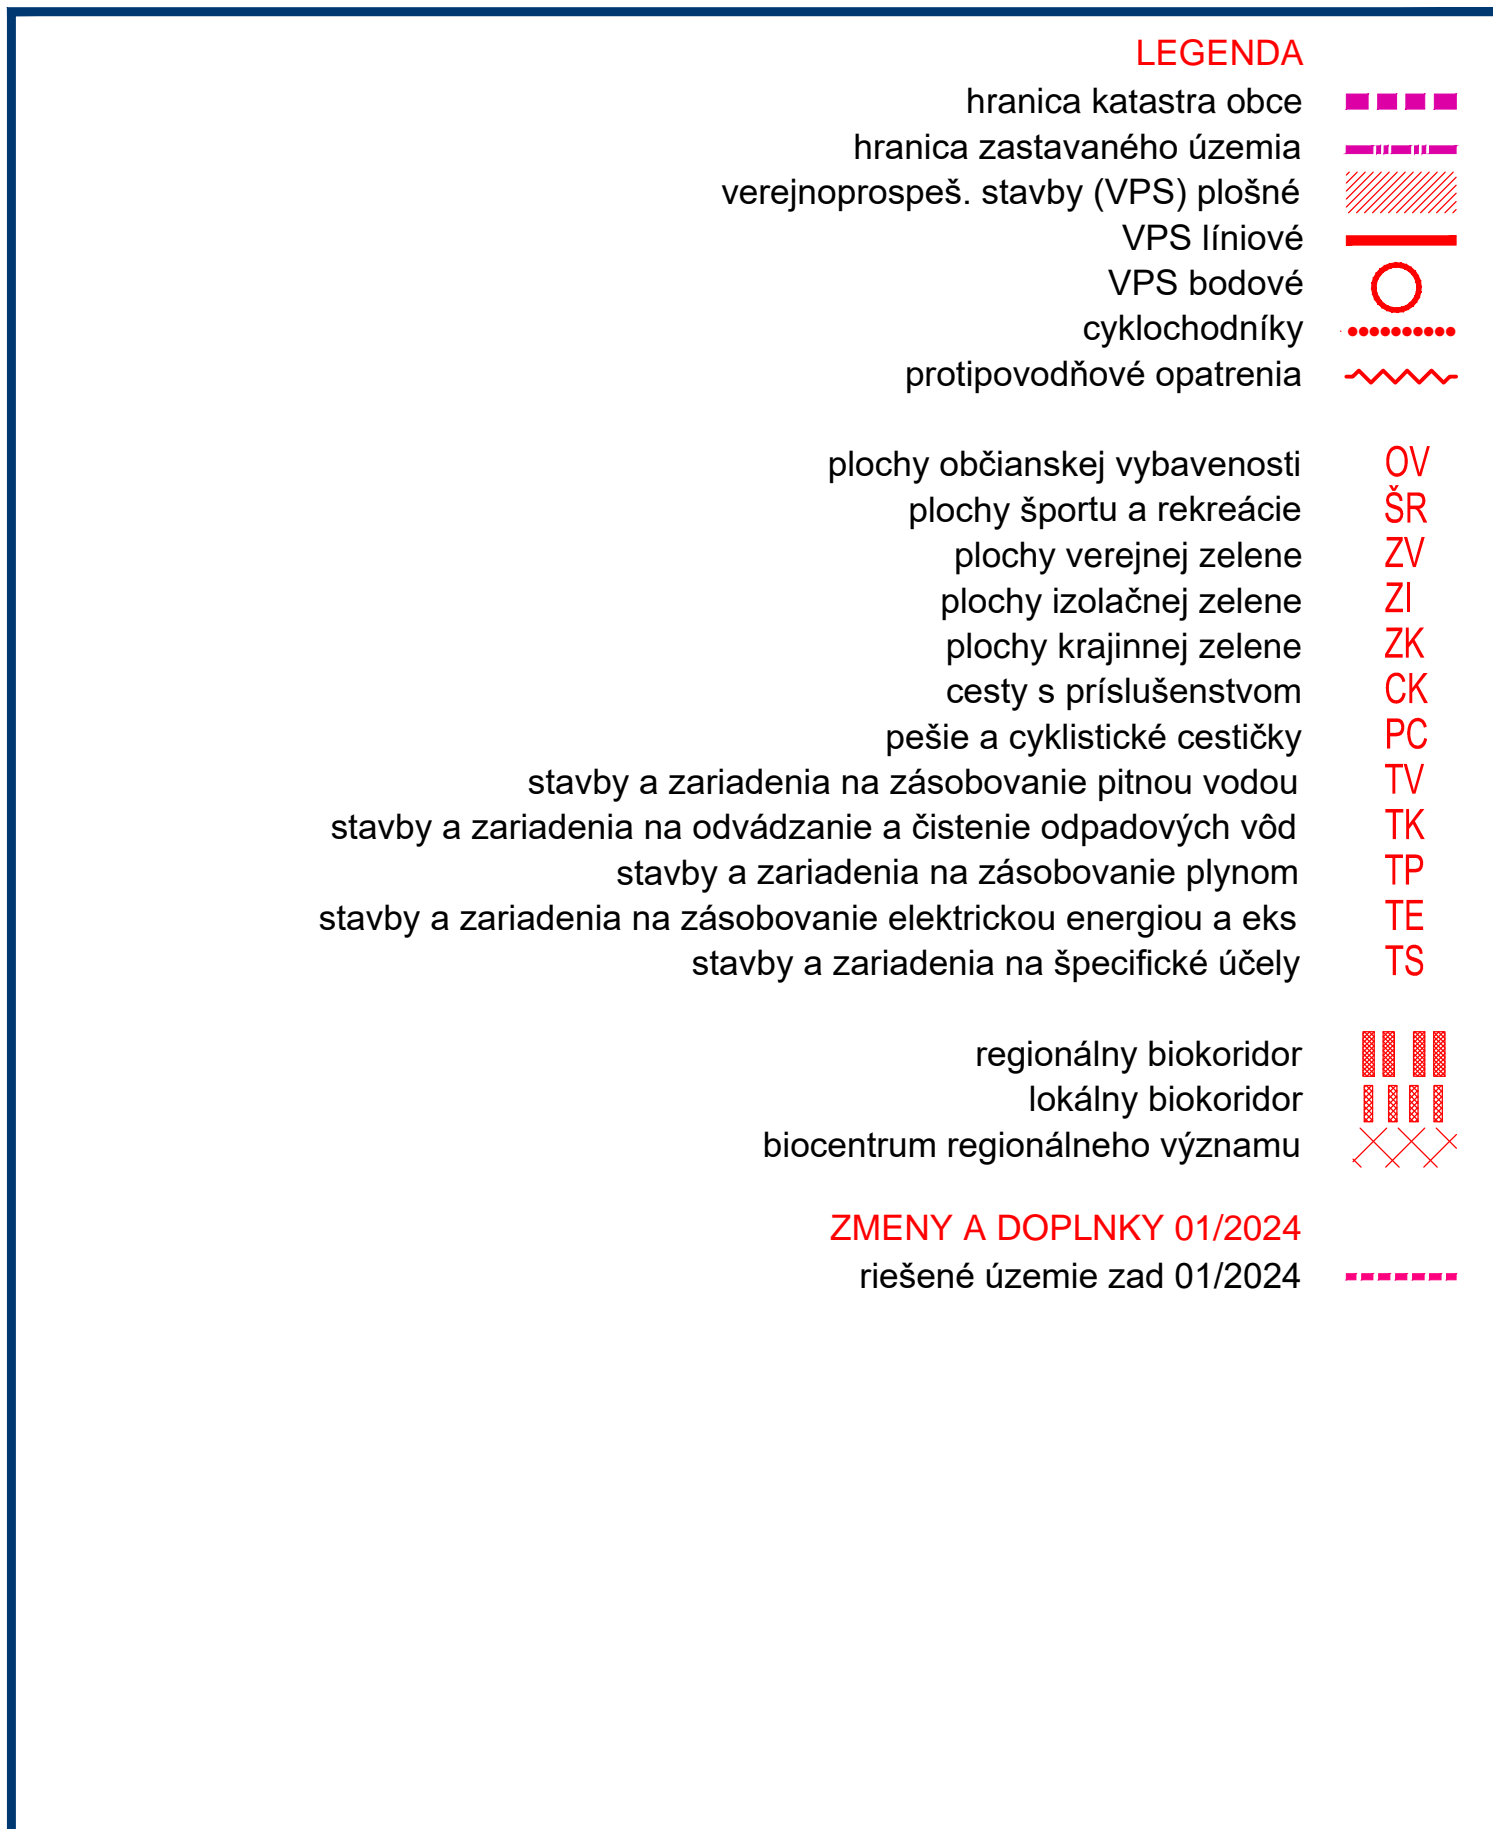 LEGENDA
hranica katastra obce
hranica zastavaného územia
verejnoprospeš. stavby (VPS) plošné
VPS líniové
VPS bodové
cyklochodníky
protipovodňové opatrenia
plochy občianskej vybavenosti OV
plochy športu a rekreácie ŠR
plochy verejnej zelene ZV
plochy izolačnej zelene ZI
plochy krajinnej zelene ZK
cesty s príslušenstvom CK
pešie a cyklistické cestičky PC
stavby a zariadenia na zásobovanie pitnou vodou TV
stavby a zariadenia na odvádzanie a čistenie odpadových vôd TK
stavby a zariadenia na zásobovanie plynom TP
stavby a zariadenia na zásobovanie elektrickou energiou a eks TE
stavby a zariadenia na špecifické účely TS
regionálny biokoridor
lokálny biokoridor
biocentrum regionálneho významu
ZMENY A DOPLNKY 01/2024
riešené územie zad 01/2024